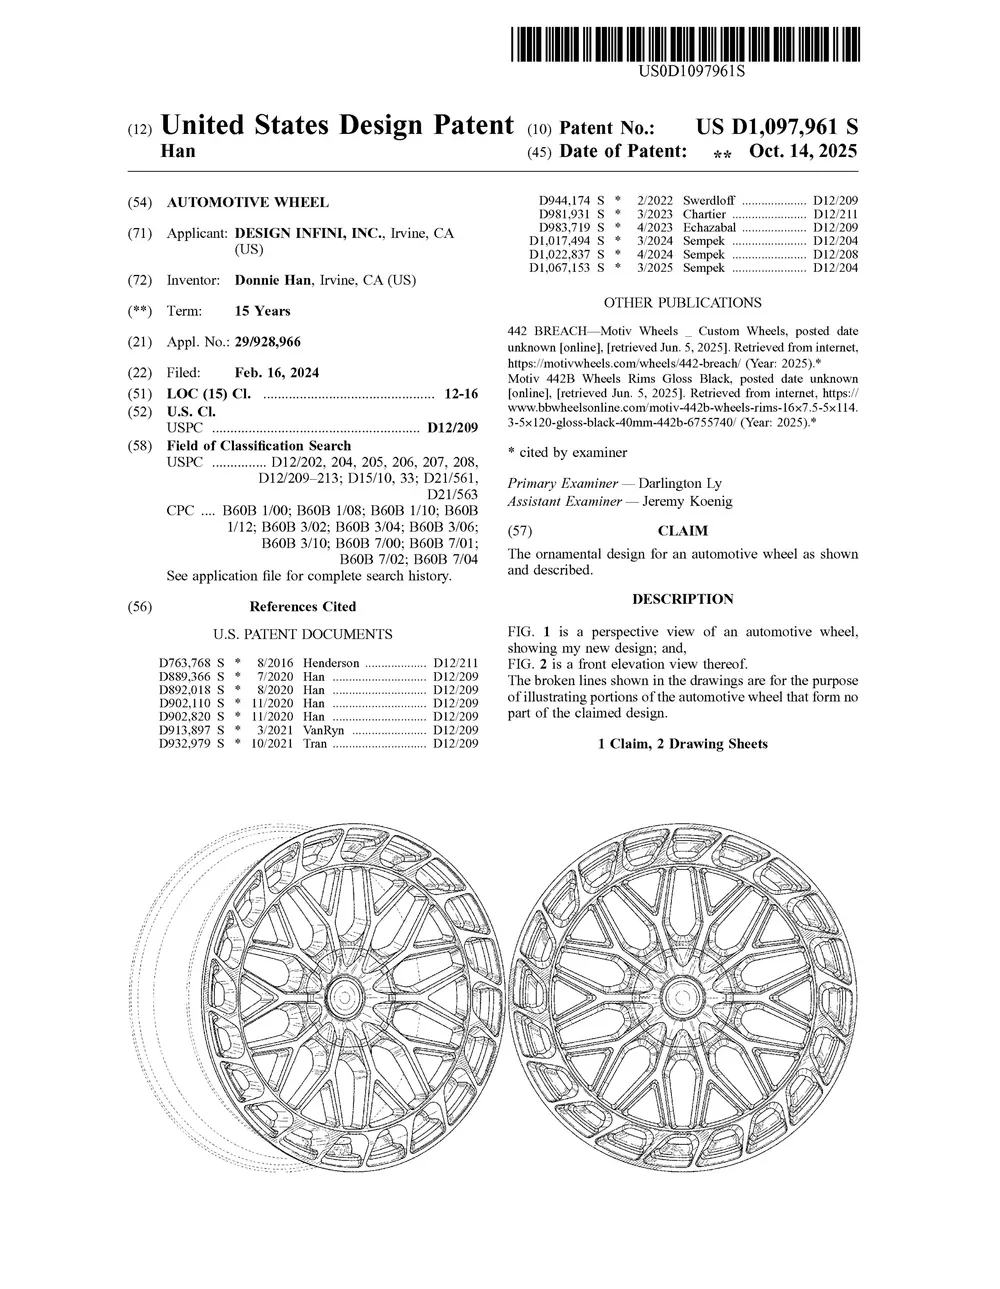 US0D1097961S
(12) United States Design Patent
Han
(10) Patent No.: US D1,097,961 S
(45) Date of Patent: ** Oct. 14, 2025
(54) AUTOMOTIVE WHEEL
(71) Applicant: DESIGN INFINI, INC., Irvine, CA
(US)
(72) Inventor: Donnie Han, Irvine, CA (US)
(**) Term: 15 Years
(21) Appl. No.: 29/928,966
(22) Filed: Feb. 16, 2024
(51) LOC (15) Cl. ............................................... 12-16
(52) U.S. Cl.
USPC ......................................................... D12/209
(58) Field of Classification Search
USPC ............... D12/202, 204, 205, 206, 207, 208,
D12/209–213; D15/10, 33; D21/561,
D21/563
CPC .... B60B 1/00; B60B 1/08; B60B 1/10; B60B
1/12; B60B 3/02; B60B 3/04; B60B 3/06;
B60B 3/10; B60B 7/00; B60B 7/01;
B60B 7/02; B60B 7/04
See application file for complete search history.
(56) References Cited
U.S. PATENT DOCUMENTS
D763,768 S * 8/2016 Henderson ................... D12/211
D889,366 S * 7/2020 Han ............................. D12/209
D892,018 S * 8/2020 Han ............................. D12/209
D902,110 S * 11/2020 Han ............................. D12/209
D902,820 S * 11/2020 Han ............................. D12/209
D913,897 S * 3/2021 VanRyn ....................... D12/209
D932,979 S * 10/2021 Tran ............................. D12/209
D944,174 S * 2/2022 Swerdloff .................... D12/209
D981,931 S * 3/2023 Chartier ....................... D12/211
D983,719 S * 4/2023 Echazabal .................... D12/209
D1,017,494 S * 3/2024 Sempek ....................... D12/204
D1,022,837 S * 4/2024 Sempek ....................... D12/208
D1,067,153 S * 3/2025 Sempek ....................... D12/204
OTHER PUBLICATIONS
442 BREACH—Motiv Wheels _ Custom Wheels, posted date
unknown [online], [retrieved Jun. 5, 2025]. Retrieved from internet,
https://motivwheels.com/wheels/442-breach/ (Year: 2025).*
Motiv 442B Wheels Rims Gloss Black, posted date unknown
[online], [retrieved Jun. 5, 2025]. Retrieved from internet, https://
www.bbwheelsonline.com/motiv-442b-wheels-rims-16×7.5-5×114.
3-5×120-gloss-black-40mm-442b-6755740/ (Year: 2025).*
* cited by examiner
Primary Examiner — Darlington Ly
Assistant Examiner — Jeremy Koenig
(57) CLAIM
The ornamental design for an automotive wheel as shown
and described.
DESCRIPTION
FIG. 1 is a perspective view of an automotive wheel,
showing my new design; and,
FIG. 2 is a front elevation view thereof.
The broken lines shown in the drawings are for the purpose
of illustrating portions of the automotive wheel that form no
part of the claimed design.
1 Claim, 2 Drawing Sheets